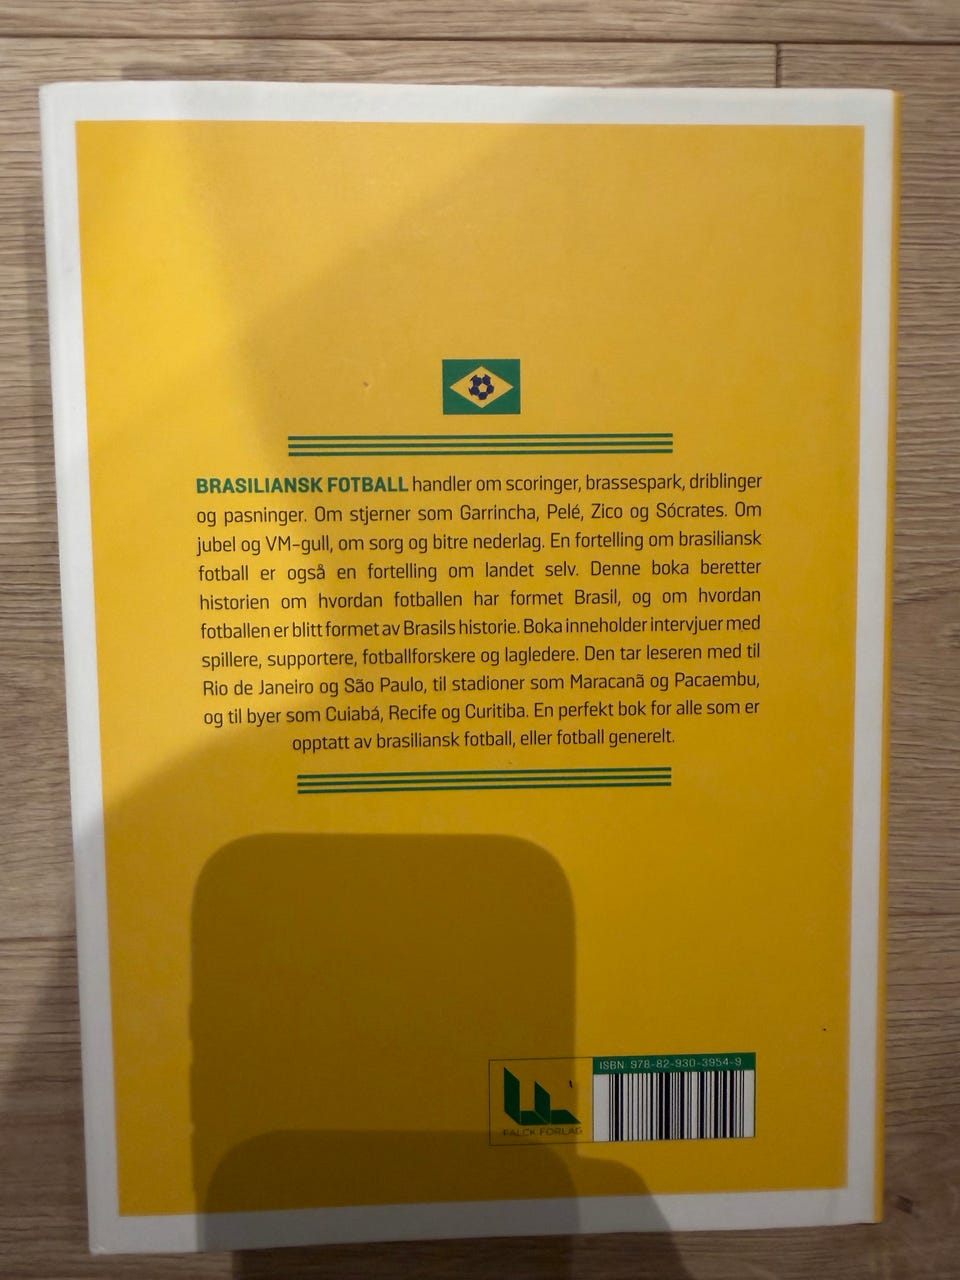 BRASILIANSK FOTBALL handler om scoringer, brassespark, driblinger
og pasninger. Om stjerner som Garrincha, Pelé, Zico og Sócrates. Om
jubel og VM-gull, om sorg og bitre nederlag. En fortelling om brasiliansk
fotball er også en fortelling om landet selv. Denne boka beretter
historien om hvordan fotballen har formet Brasil, og om hvordan
fotballen er blitt formet av Brasils historie. Boka inneholder intervjuer med
spillere, supportere, fotballforskere og lagledere. Den tar leseren med til
Rio de Janeiro og São Paulo, til stadioner som Maracanã og Pacaembu,
og til byer som Cuiabá, Recife og Curitiba. En perfekt bok for alle som er
opptatt av brasiliansk fotball, eller fotball generelt.
ISBN: 978-82-930-3954-9
FALCK FORLAG